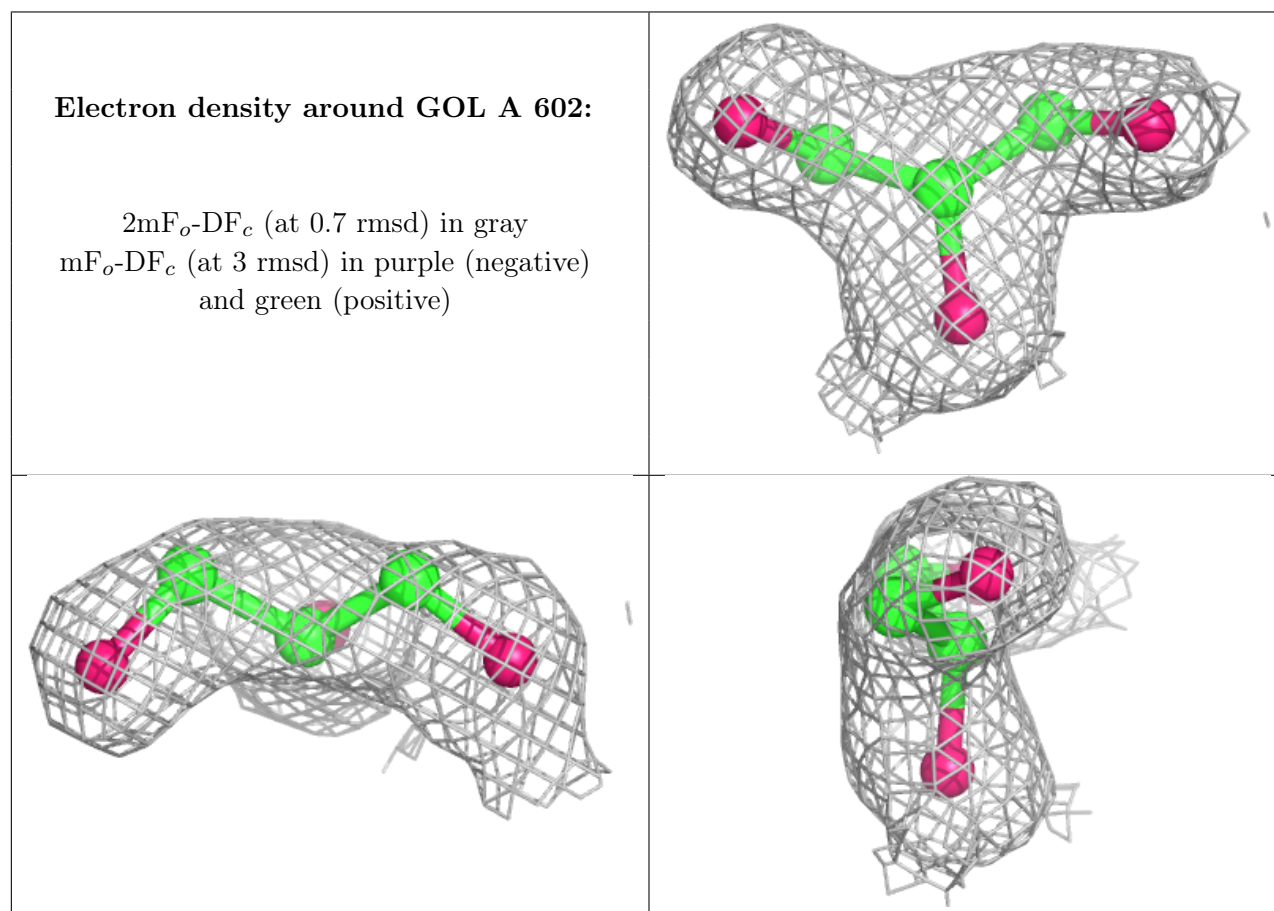 Electron density around GOL A 602:
2mFo-DFc (at 0.7 rmsd) in gray
mFo-DFc (at 3 rmsd) in purple (negative)
and green (positive)